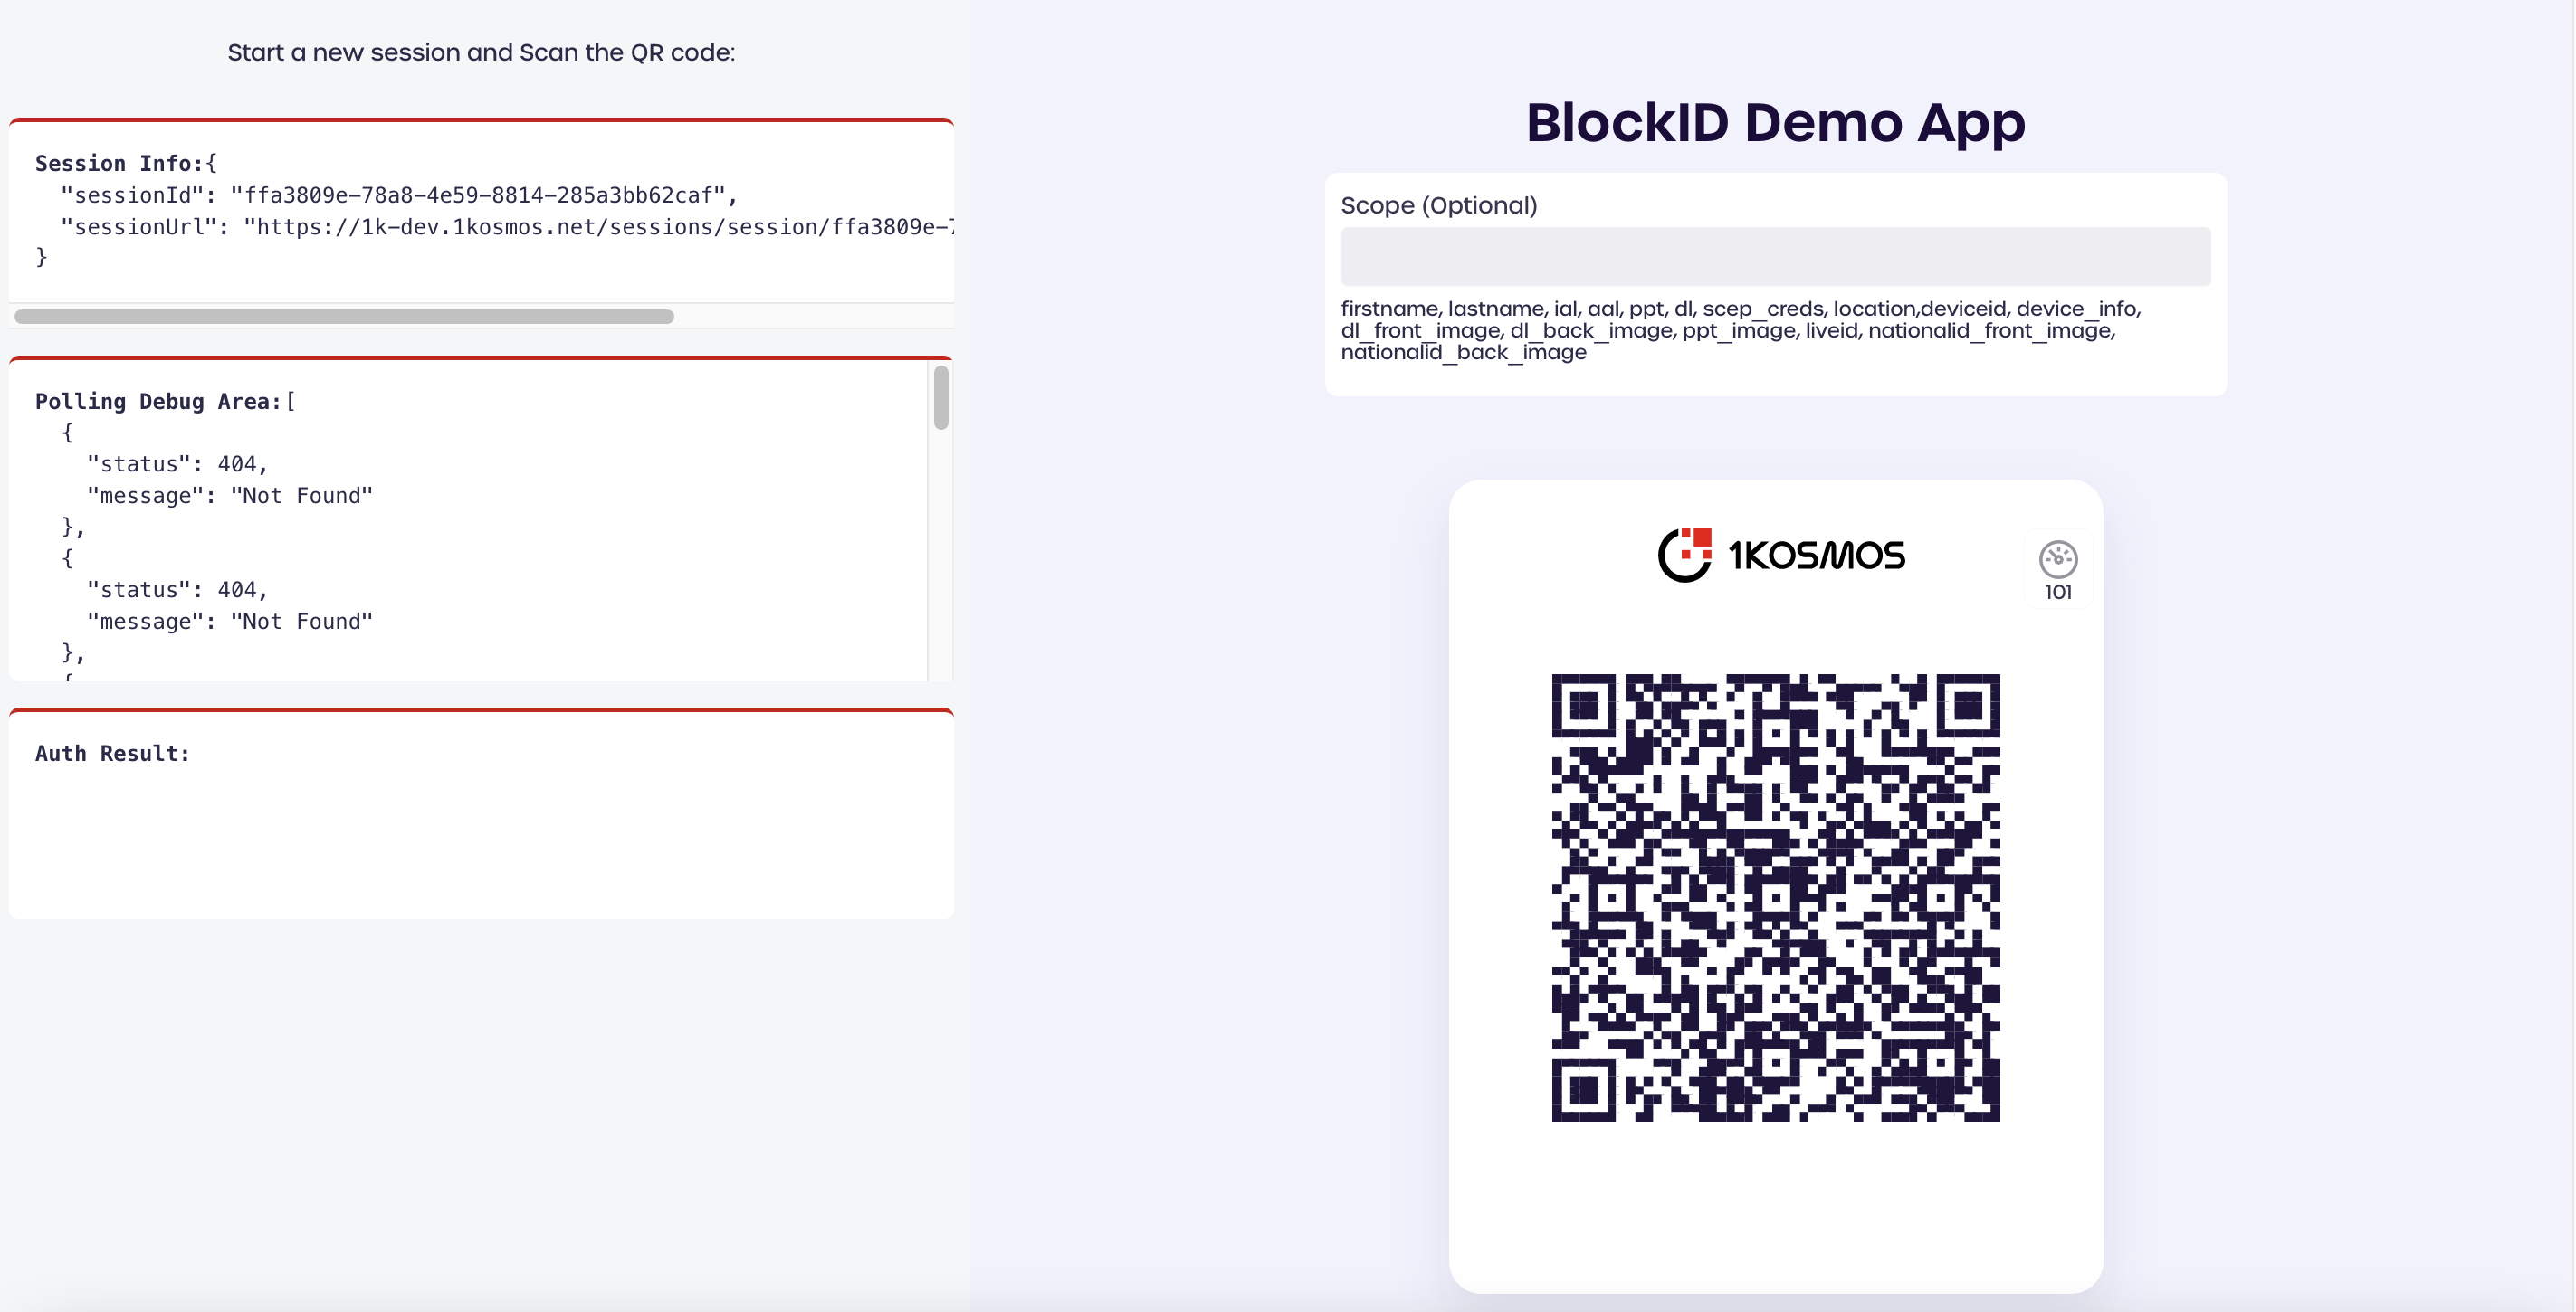 Start a new session and Scan the QR code:
Session Info:{
"sessionId": "ffa3809e-78a8-4e59-8814-285a3bb62caf",
"sessionUrl": "https://1k-dev.1kosmos.net/sessions/session/ffa3809e-7
}
Polling Debug Area:[
{
"status": 404,
"message": "Not Found"
},
{
"status": 404,
"message": "Not Found"
},
{
Auth Result:
BlockID Demo App
Scope (Optional)
firstname, lastname, ial, aal, ppt, dl, scep_creds, location,deviceid, device_info,
dl_front_image, dl_back_image, ppt_image, liveid, nationalid_front_image,
nationalid_back_image
1KOSMOS
101